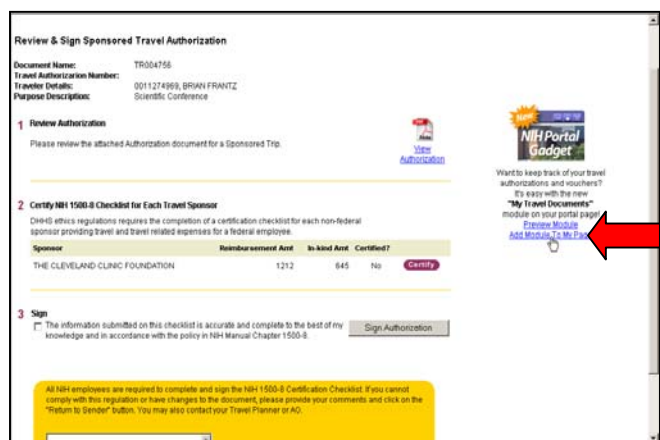 Review & Sign Sponsored Travel Authorization
Document Name: TR004756
Travel Authorization Number:
Traveler Details: 0011274969, BRIAN FRANTZ
Purpose Description: Scientific Conference
1 Review Authorization
Please review the attached Authorization document for a Sponsored Trip.
View
Authorization
2 Certify NIH 1500-8 Checklist for Each Travel Sponsor
DHHS ethics regulations requires the completion of a certification checklist for each non-federal
sponsor providing travel and travel related expenses for a federal employee.
Sponsor Reimbursement Amt In-kind Amt Certified?
THE CLEVELAND CLINIC FOUNDATION 1212 645 No Certify
3 Sign
The information submitted on this checklist is accurate and complete to the best of my
knowledge and in accordance with the policy in NIH Manual Chapter 1500-8.
Sign Authorization
All NIH employees are required to complete and sign the NIH 1500-8 Certification Checklist. If you cannot
comply with this regulation or have changes to the document, please provide your comments and click on the
"Return to Sender" button. You may also contact your Travel Planner or AO.
New
NIH Portal
Gadget
Want to keep track of your travel
authorizations and vouchers?
It's easy with the new
"My Travel Documents"
module on your portal page!
Preview Module
Add Module To My Pag